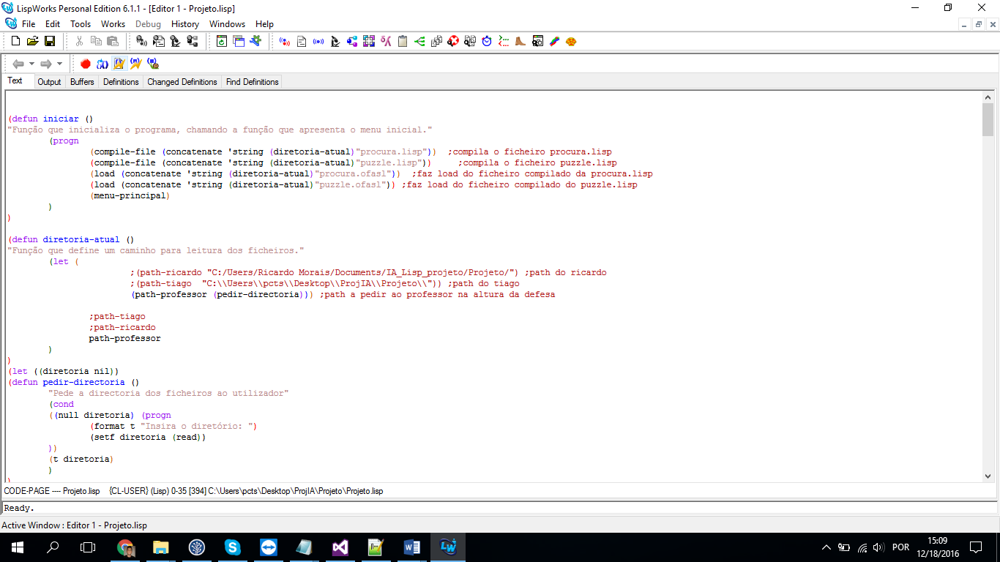 LispWorks Personal Edition 6.1.1 - [Editor 1 - Projeto.lisp]
File Edit Tools Works Debug History Windows Help
Text Output Buffers Definitions Changed Definitions Find Definitions
(defun iniciar ()
"Função que inicializa o programa, chamando a função que apresenta o menu inicial."
(progn
(compile-file (concatenate 'string (diretoria-atual)"procura.lisp")) ;compila o ficheiro procura.lisp
(compile-file (concatenate 'string (diretoria-atual)"puzzle.lisp")) ;compila o ficheiro puzzle.lisp
(load (concatenate 'string (diretoria-atual)"procura.ofasl")) ;faz load do ficheiro compilado da procura.lisp
(load (concatenate 'string (diretoria-atual)"puzzle.ofasl")) ;faz load do ficheiro compilado do puzzle.lisp
(menu-principal)
)
)
(defun diretoria-atual ()
"Função que define um caminho para leitura dos ficheiros."
(let (
;(path-ricardo "C:/Users/Ricardo Morais/Documents/IA_Lisp_projeto/Projeto/") ;path do ricardo
;(path-tiago "C:\\Users\\pcts\\Desktop\\ProjIA\\Projeto\\")) ;path do tiago
(path-professor (pedir-directoria))) ;path a pedir ao professor na altura da defesa
;path-tiago
;path-ricardo
path-professor
)
)
(let ((diretoria nil))
(defun pedir-directoria ()
"Pede a directoria dos ficheiros ao utilizador"
(cond
((null diretoria) (progn
(format t "Insira o diretório: ")
(setf diretoria (read))
))
(t diretoria)
)
)
CODE-PAGE ---- Projeto.lisp {CL-USER} (Lisp) 0-35 [394] C:\Users\pcts\Desktop\ProjIA\Projeto\Projeto.lisp
Ready.
Active Window : Editor 1 - Projeto.lisp
POR
15:09
12/18/2016